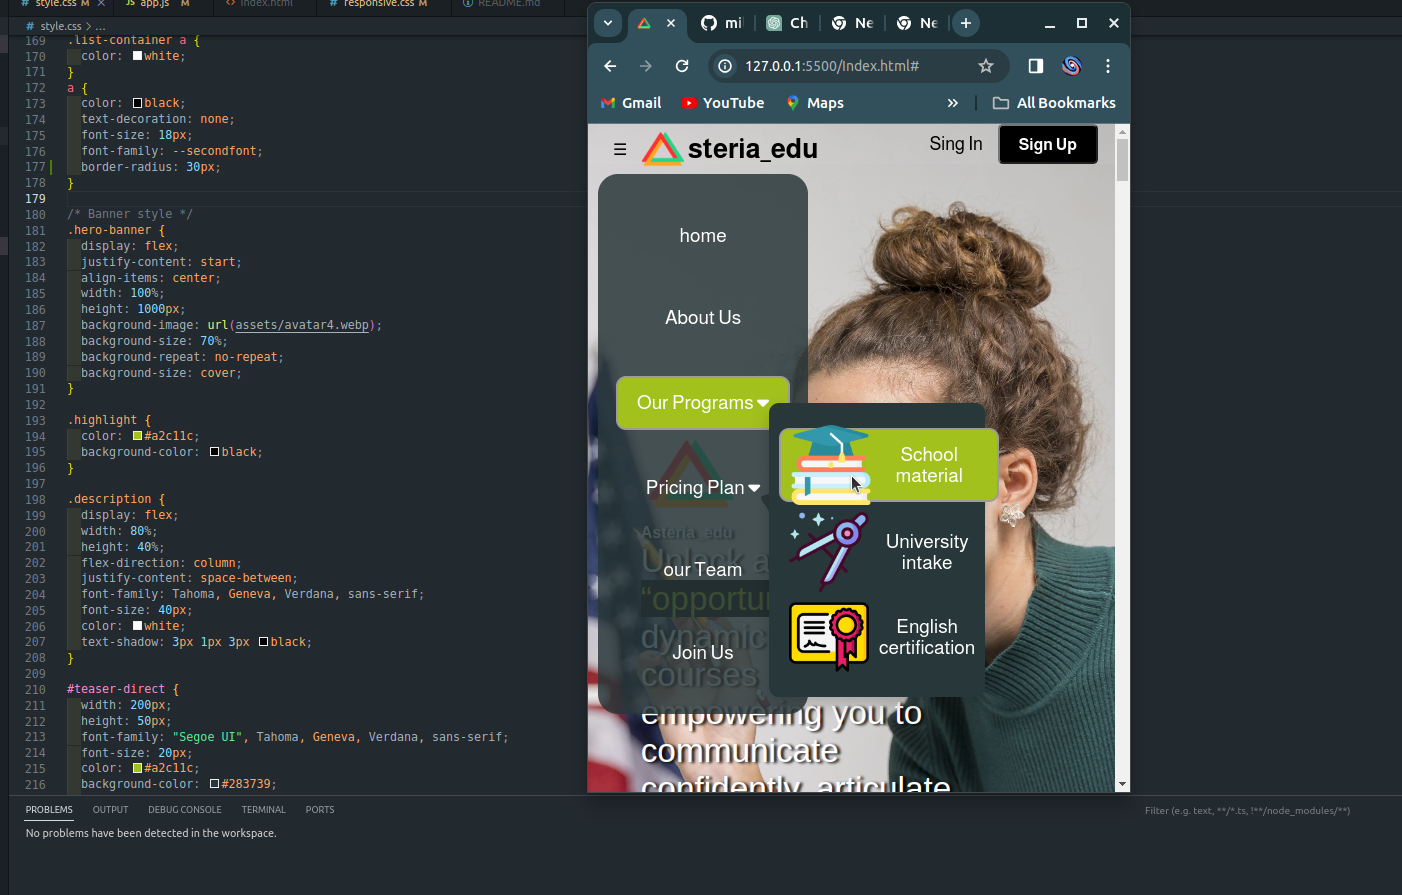 style.css M
app.js M
index.html
responsive.css M
README.md
style.css > ...
169 .list-container a {
170 color: white;
171 }
172 a {
173 color: black;
174 text-decoration: none;
175 font-size: 18px;
176 font-family: --secondfont;
177 border-radius: 30px;
178 }
179
180 /* Banner style */
181 .hero-banner {
182 display: flex;
183 justify-content: start;
184 align-items: center;
185 width: 100%;
186 height: 1000px;
187 background-image: url(assets/avatar4.webp);
188 background-size: 70%;
189 background-repeat: no-repeat;
190 background-size: cover;
191 }
192
193 .highlight {
194 color: #a2c11c;
195 background-color: black;
196 }
197
198 .description {
199 display: flex;
200 width: 80%;
201 height: 40%;
202 flex-direction: column;
203 justify-content: space-between;
204 font-family: Tahoma, Geneva, Verdana, sans-serif;
205 font-size: 40px;
206 color: white;
207 text-shadow: 3px 1px 3px black;
208 }
209
210 #teaser-direct {
211 width: 200px;
212 height: 50px;
213 font-family: "Segoe UI", Tahoma, Geneva, Verdana, sans-serif;
214 font-size: 20px;
215 color: #a2c11c;
216 background-color: #283739;
PROBLEMS OUTPUT DEBUG CONSOLE TERMINAL PORTS
Filter (e.g. text, **/*.ts, !**/node_modules/**)
No problems have been detected in the workspace.
mi
Ch
Ne
Ne
127.0.0.1:5500/Index.html#
Gmail YouTube Maps » All Bookmarks
☰ steria_edu Sing In Sign Up
home
About Us
Our Programs
Pricing Plan
our Team
Join Us
School
material
University
intake
English
certification
Asteria_edu
Unlock a
“opportu
dynamic
courses
empowering you to
communicate
confidently, articulate